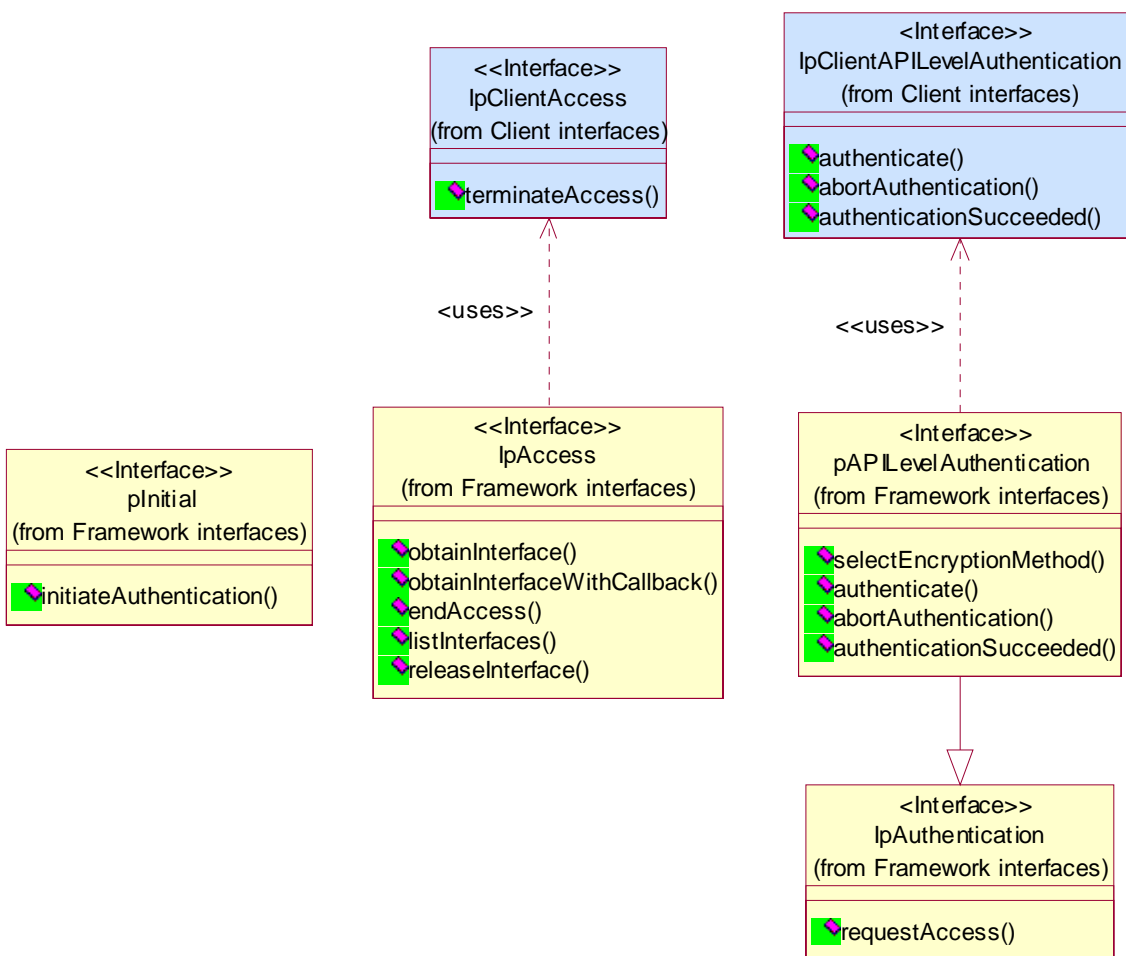 <<Interface>>
IpClientAccess
(from Client interfaces)
terminateAccess()
<Interface>>
IpClientAPILevelAuthentication
(from Client interfaces)
authenticate()
abortAuthentication()
authenticationSucceeded()
<uses>>
<<uses>>
<<Interface>>
pInitial
(from Framework interfaces)
initiateAuthentication()
<<Interface>>
IpAccess
(from Framework interfaces)
obtainInterface()
obtainInterfaceWithCallback()
endAccess()
listInterfaces()
releaseInterface()
<Interface>>
pAPILevelAuthentication
(from Framework interfaces)
selectEncryptionMethod()
authenticate()
abortAuthentication()
authenticationSucceeded()
<Interface>>
IpAuthentication
(from Framework interfaces)
requestAccess()